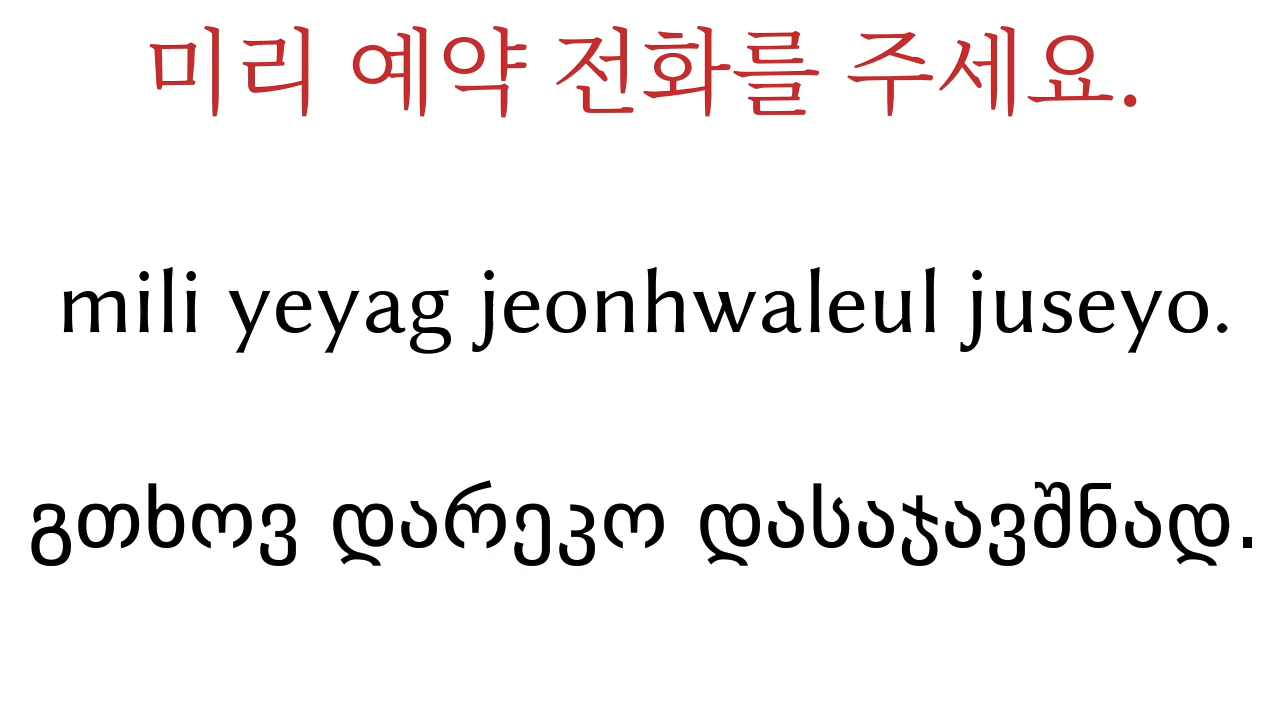 미리 예약 전화를 주세요.
mili yeyag jeonhwaleul juseyo.
გთხოვ დარეკო დასაჯავშნად.